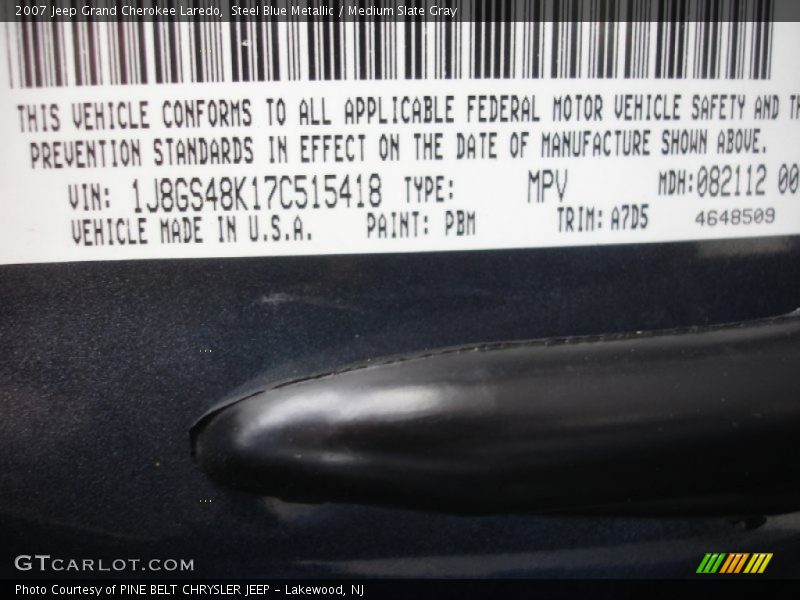 2007 Jeep Grand Cherokee Laredo,  Steel Blue Metallic / Medium Slate Gray
THIS VEHICLE CONFORMS TO ALL APPLICABLE FEDERAL MOTOR VEHICLE SAFETY AND
PREVENTION STANDARDS IN EFFECT ON THE DATE OF MANUFACTURE SHOWN ABOVE.
VIN: 1J8GS48K17C515418 TYPE: MPV MDH:082112 00
VEHICLE MADE IN U.S.A. PAINT: PBM TRIM: A7D5 4648509
GTCARLOT.COM
Photo Courtesy of PINE BELT CHRYSLER JEEP - Lakewood, NJ